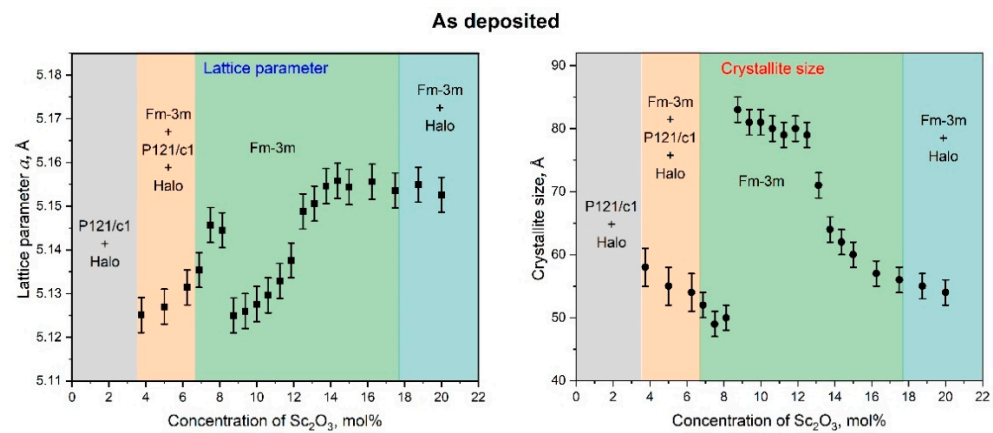 As deposited
Lattice parameter
5.18
5.17
5.16
5.15
5.14
5.13
5.12
5.11
Lattice parameter a, Å
P121/c1
+
Halo
Fm-3m
+
P121/c1
+
Halo
Fm-3m
Fm-3m
+
Halo
0 2 4 6 8 10 12 14 16 18 20 22
Concentration of Sc₂O₃, mol%
Crystallite size
90
80
70
60
50
40
Crystallite size, Å
P121/c1
+
Halo
Fm-3m
+
P121/c1
+
Halo
Fm-3m
Fm-3m
+
Halo
0 2 4 6 8 10 12 14 16 18 20 22
Concentration of Sc₂O₃, mol%